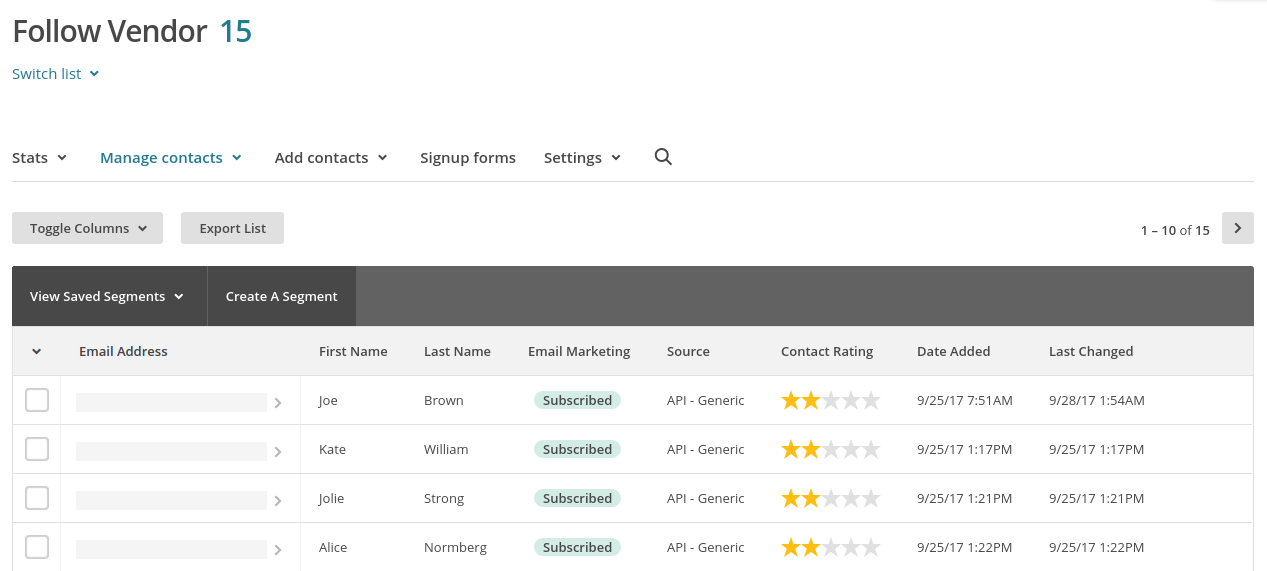 Follow Vendor 15
Switch list
Stats Manage contacts Add contacts Signup forms Settings
Toggle Columns Export List 1 – 10 of 15
View Saved Segments Create A Segment
Email Address First Name Last Name Email Marketing Source Contact Rating Date Added Last Changed
Joe Brown Subscribed API - Generic 9/25/17 7:51AM 9/28/17 1:54AM
Kate William Subscribed API - Generic 9/25/17 1:17PM 9/25/17 1:17PM
Jolie Strong Subscribed API - Generic 9/25/17 1:21PM 9/25/17 1:21PM
Alice Normberg Subscribed API - Generic 9/25/17 1:22PM 9/25/17 1:22PM